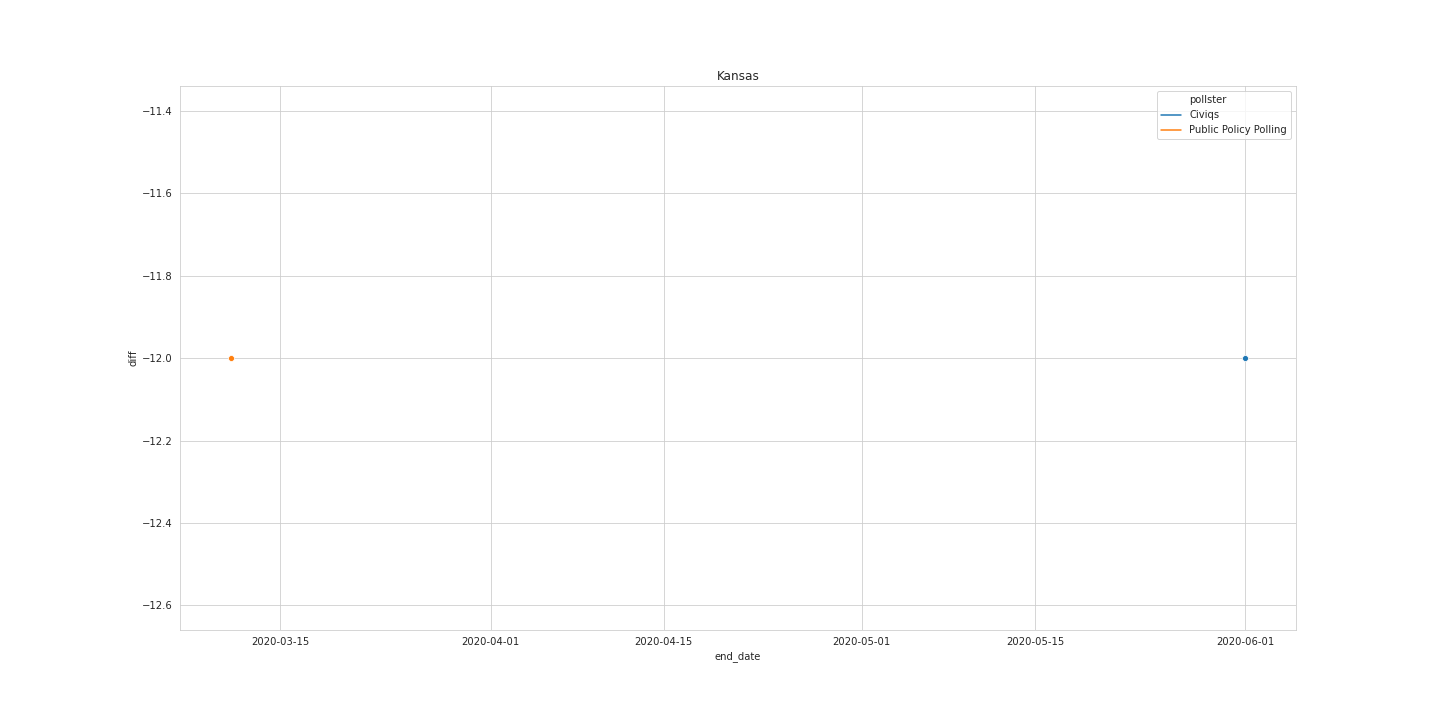 Kansas
pollster
Civiqs
Public Policy Polling
−11.4
−11.6
−11.8
−12.0
−12.2
−12.4
−12.6
diff
2020-03-15
2020-04-01
2020-04-15
2020-05-01
2020-05-15
2020-06-01
end_date